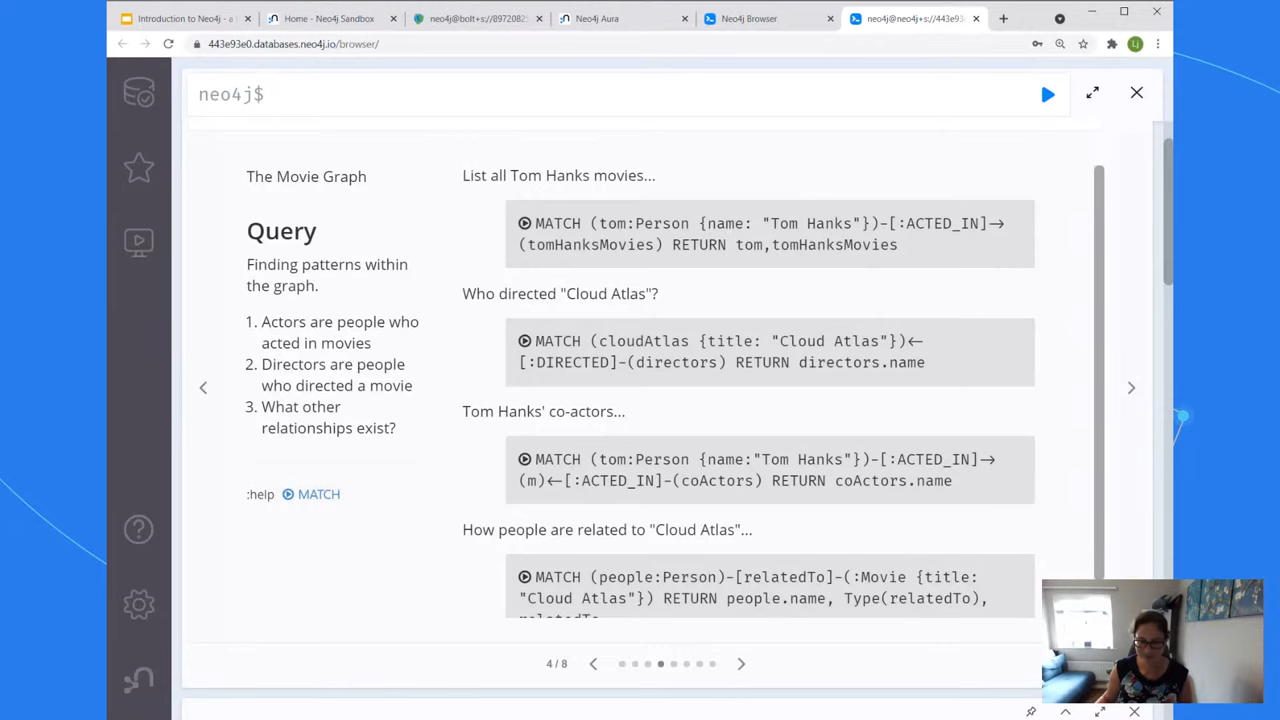 Introduction to Neo4j - a
Home - Neo4j Sandbox
neo4j@bolt+s://8972082
Neo4j Aura
Neo4j Browser
neo4j@neo4j+s://443e93
443e93e0.databases.neo4j.io/browser/
Lj
neo4j$
The Movie Graph
Query
Finding patterns within
the graph.
1. Actors are people who
acted in movies
2. Directors are people
who directed a movie
3. What other
relationships exist?
:help MATCH
List all Tom Hanks movies...
MATCH (tom:Person {name: "Tom Hanks"})-[:ACTED_IN]->
(tomHanksMovies) RETURN tom,tomHanksMovies
Who directed "Cloud Atlas"?
MATCH (cloudAtlas {title: "Cloud Atlas"})<-
[:DIRECTED]-(directors) RETURN directors.name
Tom Hanks' co-actors...
MATCH (tom:Person {name:"Tom Hanks"})-[:ACTED_IN]->
(m)<-[:ACTED_IN]-(coActors) RETURN coActors.name
How people are related to "Cloud Atlas"...
MATCH (people:Person)-[relatedTo]-(:Movie {title:
"Cloud Atlas"}) RETURN people.name, Type(relatedTo),
relatedTo
4 / 8